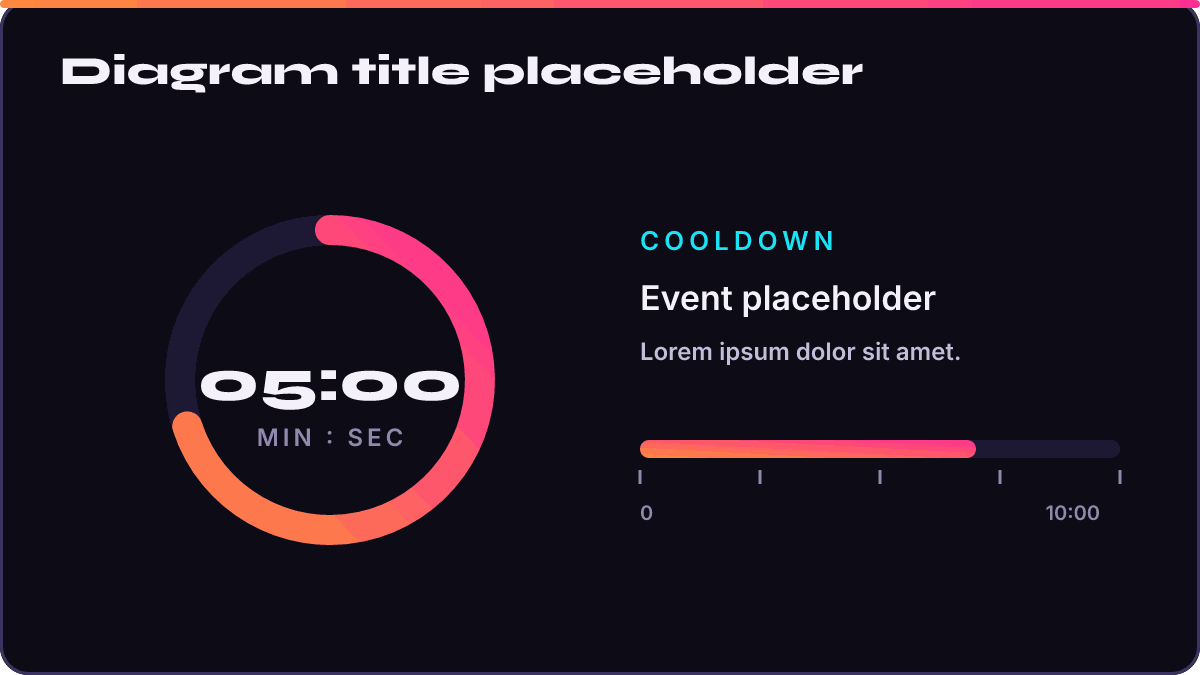 Diagram title placeholder
05:00
MIN : SEC
COOLDOWN
Event placeholder
Lorem ipsum dolor sit amet.
0
10:00